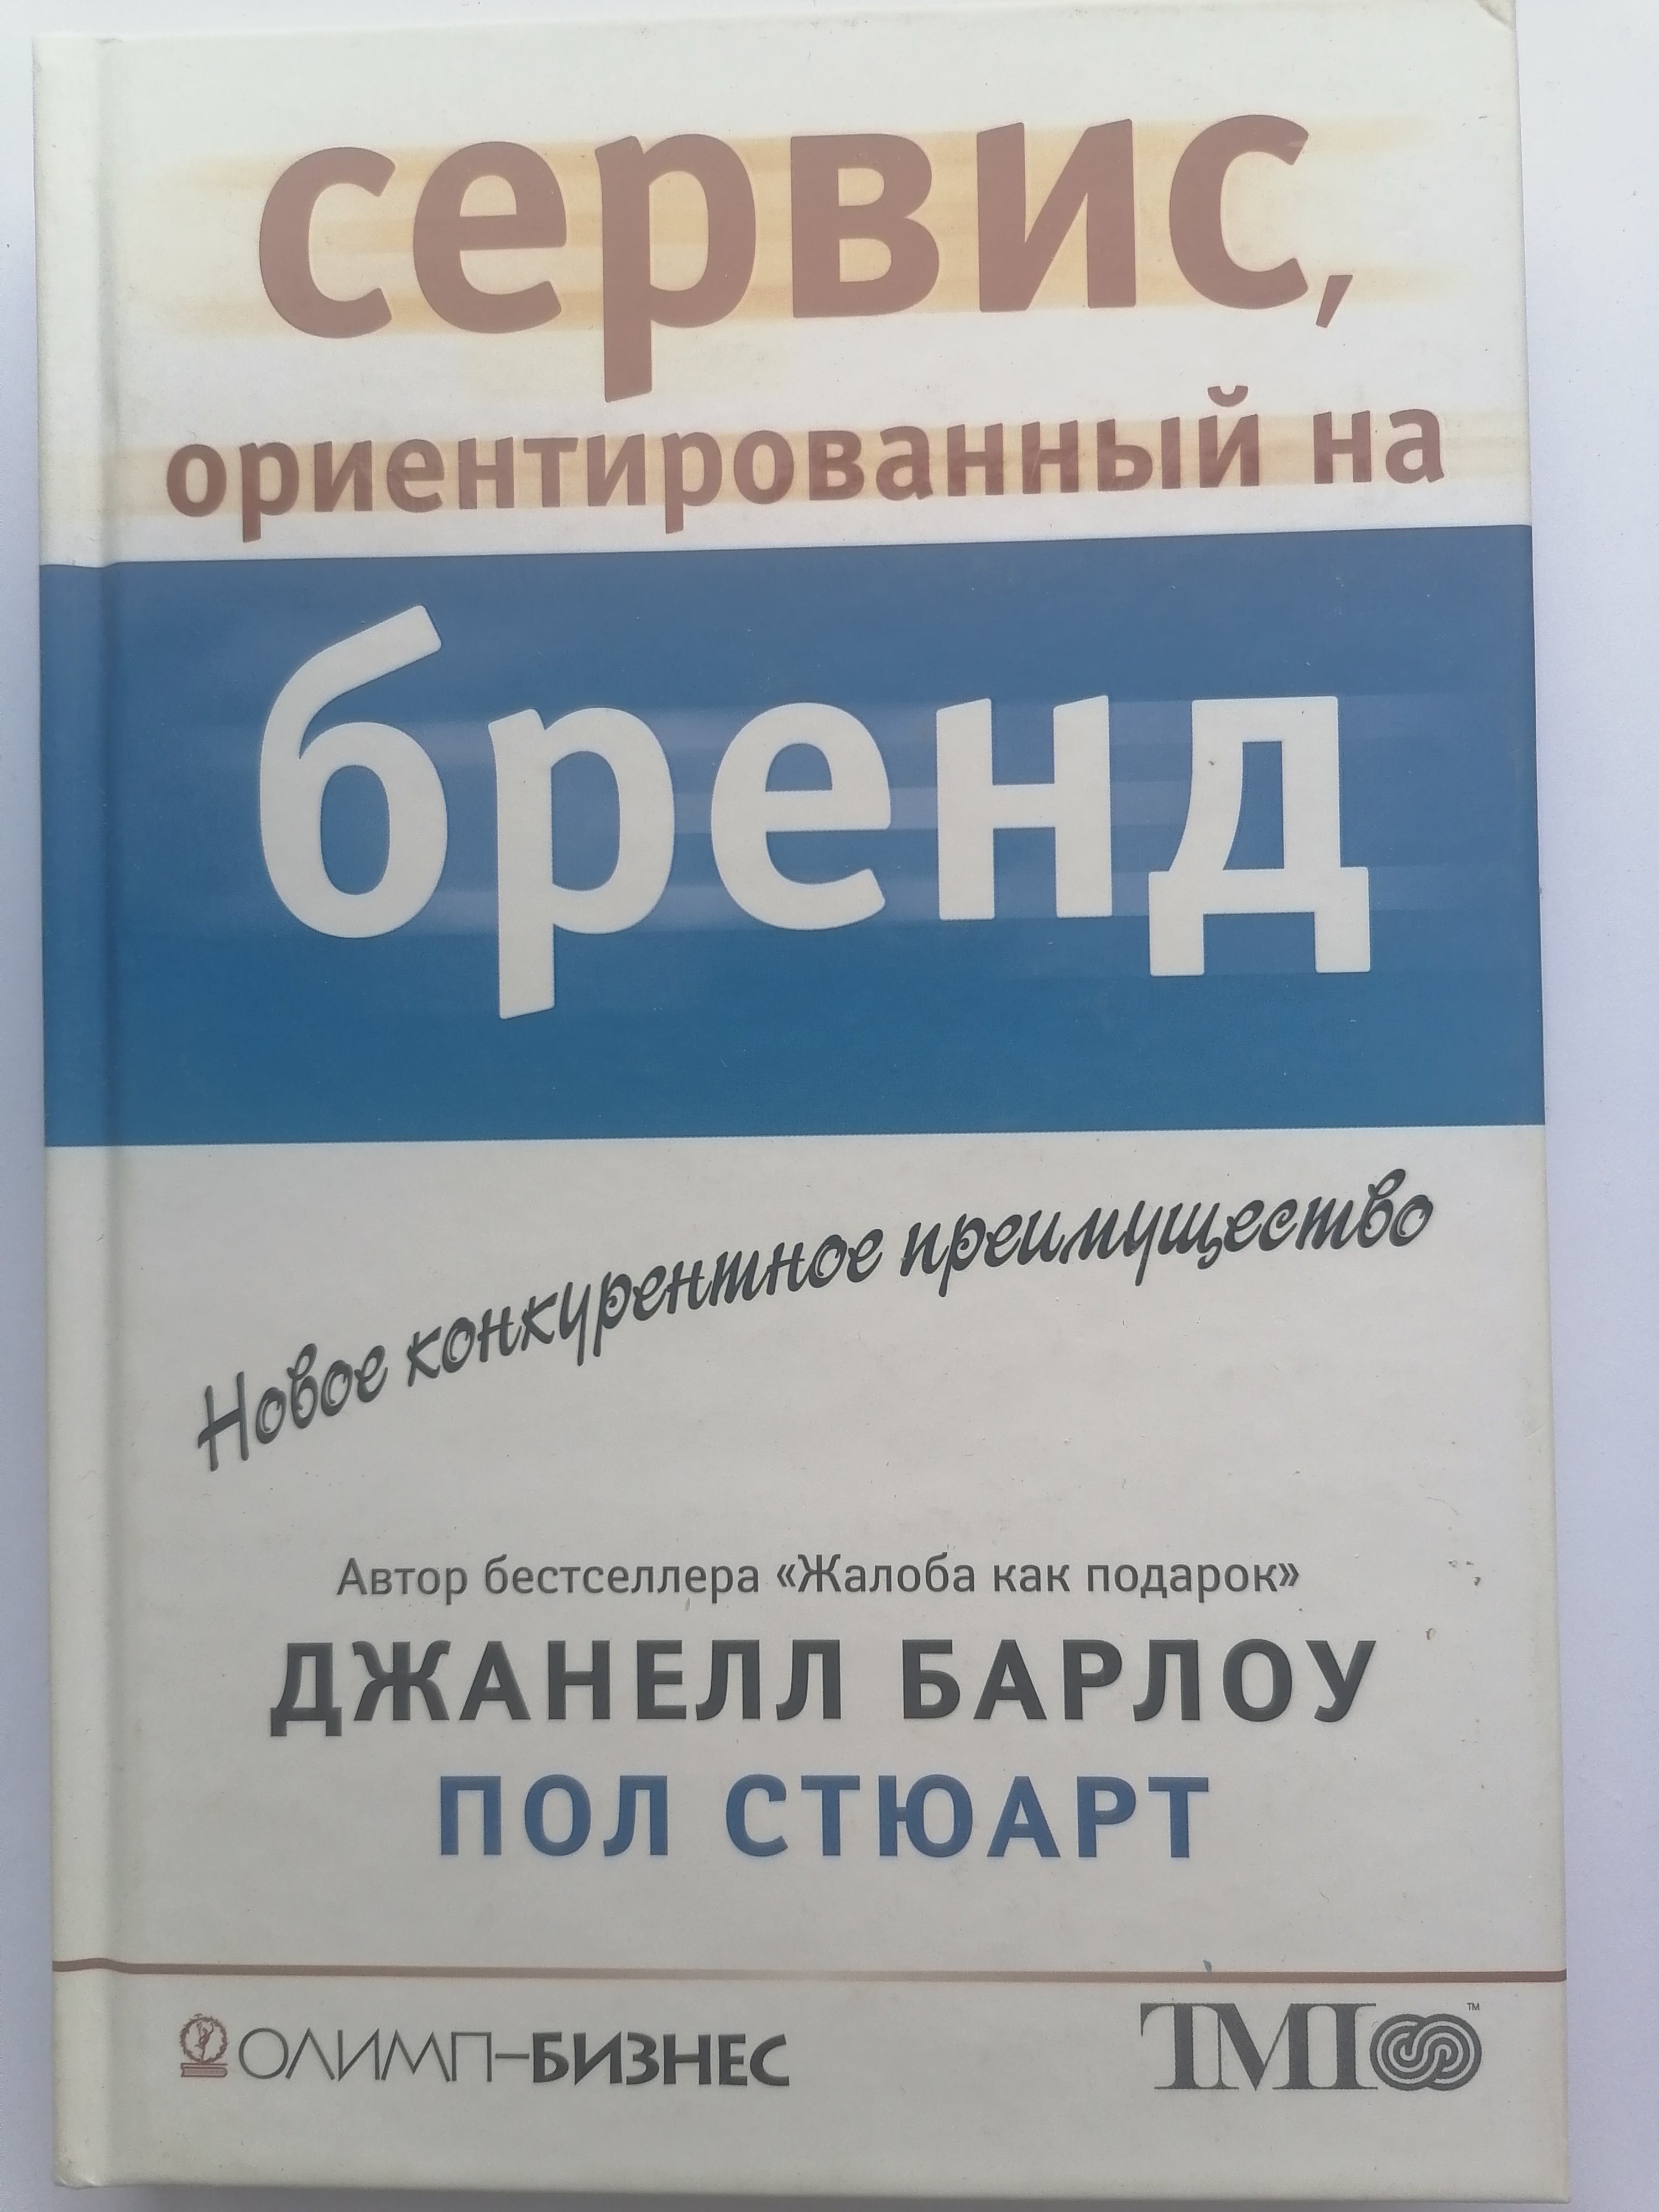 сервис,
ориентированный на
бренд
Новое конкурентное преимущество
Автор бестселлера «Жалоба как подарок»
ДЖАНЕЛЛ БАРЛОУ
ПОЛ СТЮАРТ
ОЛИМП–БИЗНЕС
TMI ™